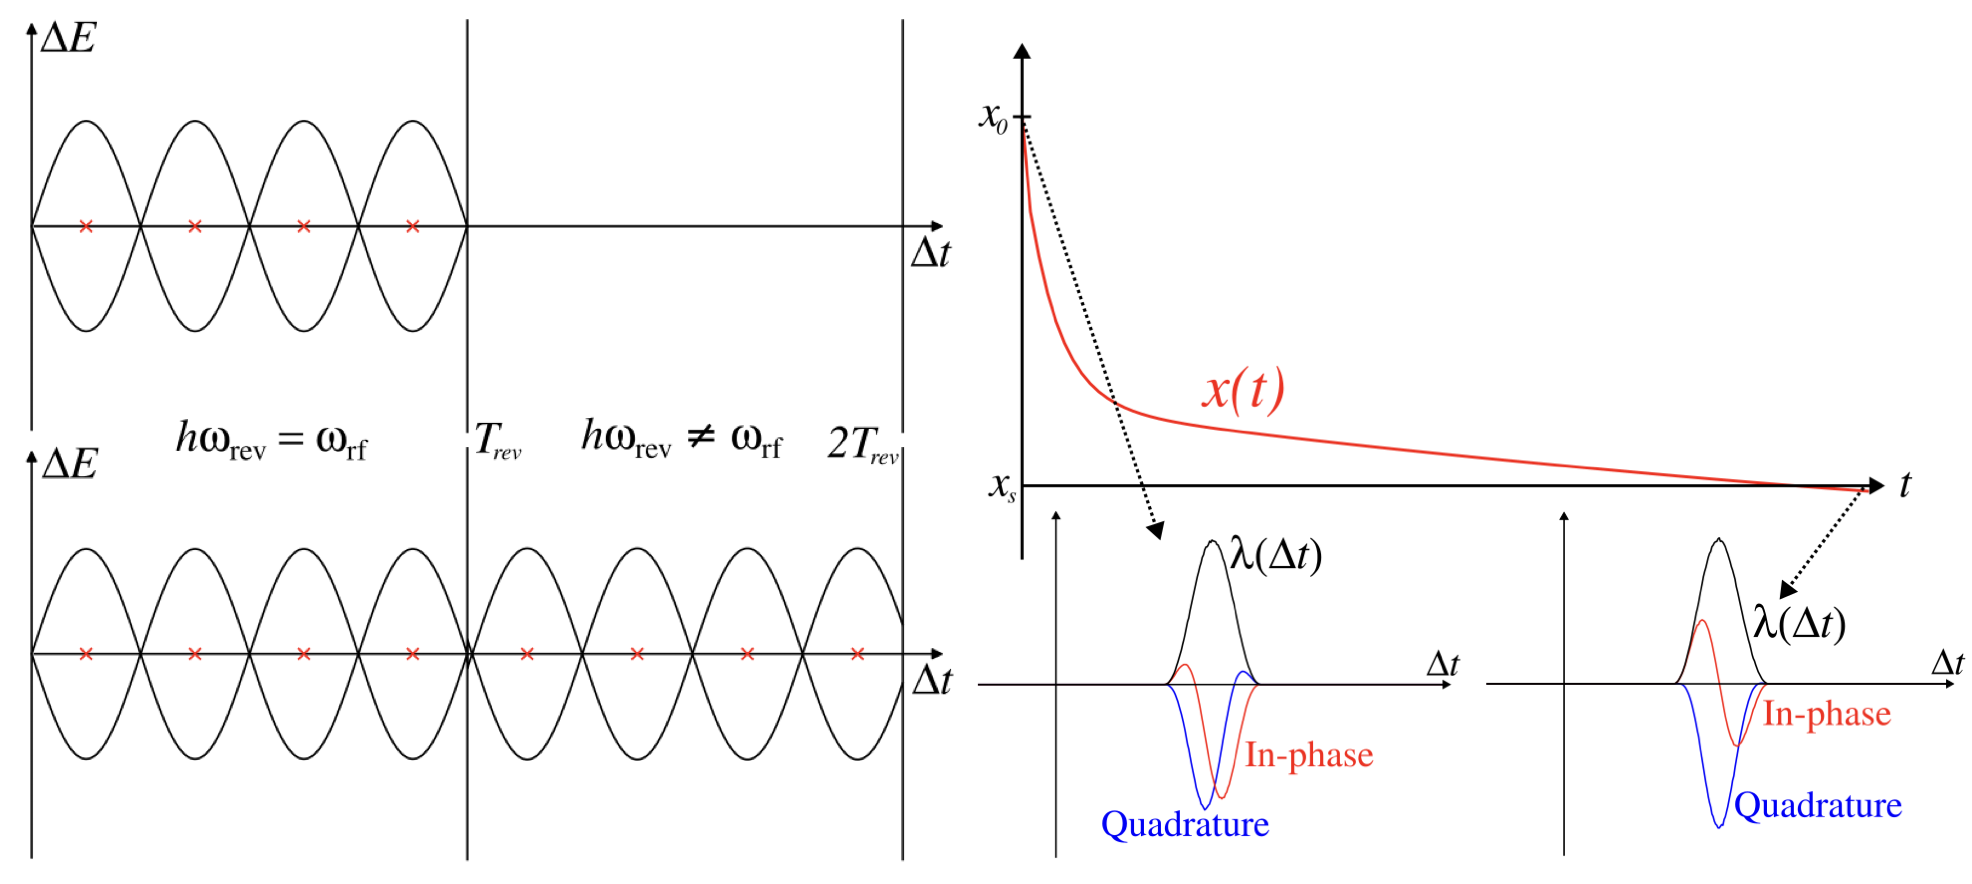 ΔE
Δt
hω_rev = ω_rf
T_rev
hω_rev ≠ ω_rf
2T_rev
ΔE
Δt
x_0
x(t)
x_s
t
λ(Δt)
Δt
In-phase
Quadrature
λ(Δt)
Δt
In-phase
Quadrature